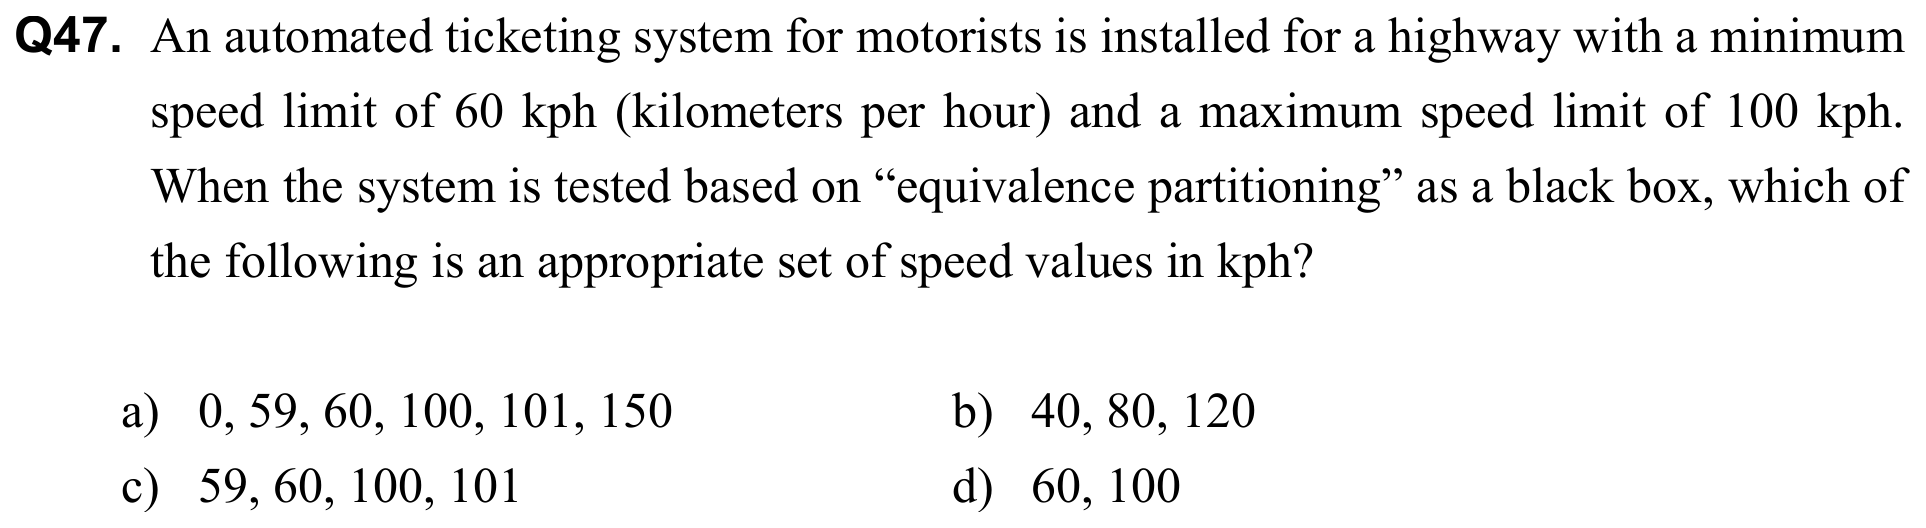 Q47. An automated ticketing system for motorists is installed for a highway with a minimum
speed limit of 60 kph (kilometers per hour) and a maximum speed limit of 100 kph.
When the system is tested based on “equivalence partitioning” as a black box, which of
the following is an appropriate set of speed values in kph?
a) 0, 59, 60, 100, 101, 150 b) 40, 80, 120
c) 59, 60, 100, 101 d) 60, 100